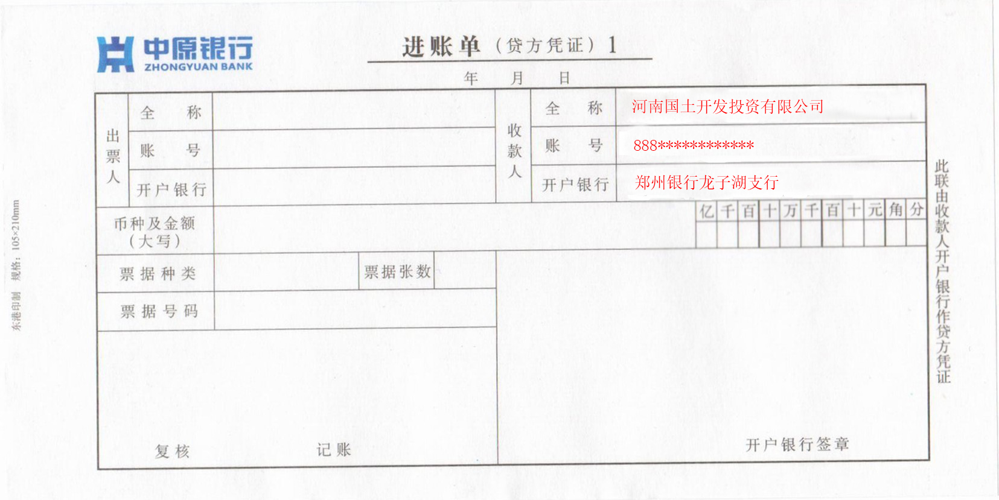 中原银行
ZHONGYUAN BANK
进账单（贷方凭证）1
年 月 日
出票人
全 称
账 号
开户银行
收款人
全 称 河南国土开发投资有限公司
账 号 888************
开户银行 郑州银行龙子湖支行
币种及金额
（大写）
亿 千 百 十 万 千 百 十 元 角 分
票据种类 票据张数
票据号码
复核 记账 开户银行签章
此联由收款人开户银行作贷方凭证
东港印制 规格：105×210mm